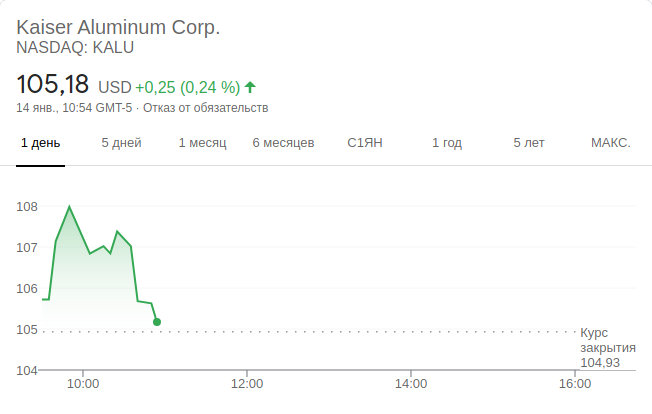 Kaiser Aluminum Corp.
NASDAQ: KALU
105,18 USD +0,25 (0,24 %)
14 янв., 10:54 GMT-5 · Отказ от обязательств
1 день 5 дней 1 месяц 6 месяцев С1ЯН 1 год 5 лет МАКС.
108
107
106
105
Курс
закрытия
104,93
104
10:00 12:00 14:00 16:00